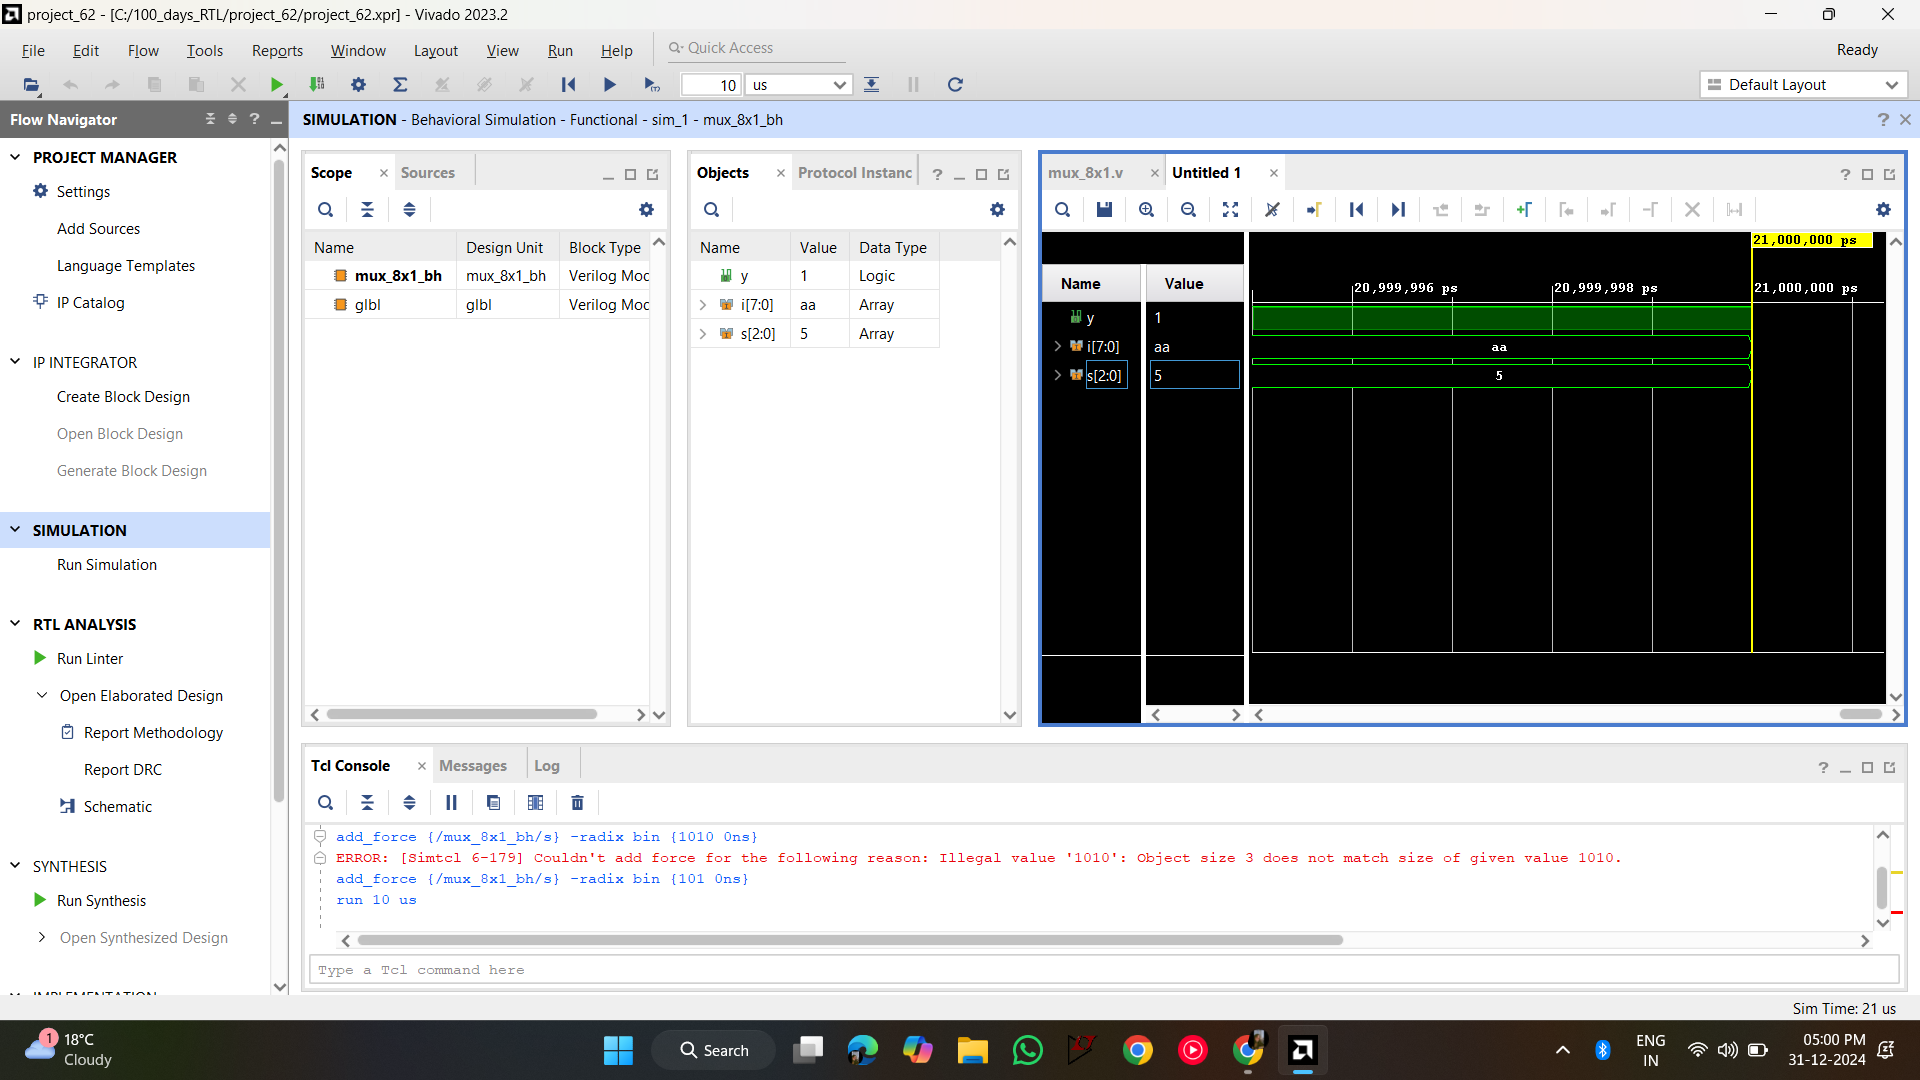 project_62 - [C:/100_days_RTL/project_62/project_62.xpr] - Vivado 2023.2
File Edit Flow Tools Reports Window Layout View Run Help Quick Access Ready
10 us Default Layout
Flow Navigator
SIMULATION - Behavioral Simulation - Functional - sim_1 - mux_8x1_bh
PROJECT MANAGER
Settings
Add Sources
Language Templates
IP Catalog
IP INTEGRATOR
Create Block Design
Open Block Design
Generate Block Design
SIMULATION
Run Simulation
RTL ANALYSIS
Run Linter
Open Elaborated Design
Report Methodology
Report DRC
Schematic
SYNTHESIS
Run Synthesis
Open Synthesized Design
IMPLEMENTATION
Scope Sources
Name Design Unit Block Type
mux_8x1_bh mux_8x1_bh Verilog Moc
glbl glbl Verilog Moc
Objects Protocol Instanc
Name Value Data Type
y 1 Logic
i[7:0] aa Array
s[2:0] 5 Array
mux_8x1.v Untitled 1
21,000,000 ps
Name Value 20,999,996 ps 20,999,998 ps 21,000,000 ps
y 1
i[7:0] aa aa
s[2:0] 5 5
Tcl Console Messages Log
add_force {/mux_8x1_bh/s} -radix bin {1010 0ns}
ERROR: [Simtcl 6-179] Couldn't add force for the following reason: Illegal value '1010': Object size 3 does not match size of given value 1010.
add_force {/mux_8x1_bh/s} -radix bin {101 0ns}
run 10 us
Type a Tcl command here
Sim Time: 21 us
1
18°C
Cloudy
Search
ENG
IN
05:00 PM
31-12-2024